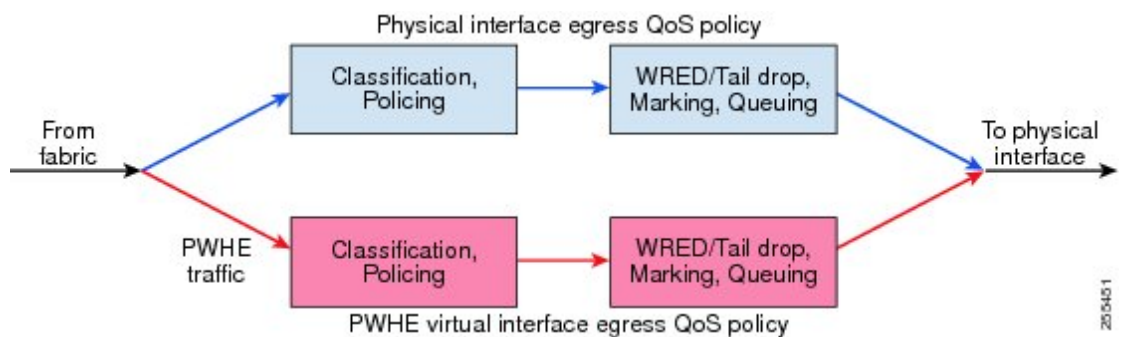 Physical interface egress QoS policy
Classification,
Policing
WRED/Tail drop,
Marking, Queuing
From
fabric
To physical
interface
PWHE
traffic
Classification,
Policing
WRED/Tail drop,
Marking, Queuing
PWHE virtual interface egress QoS policy
255451